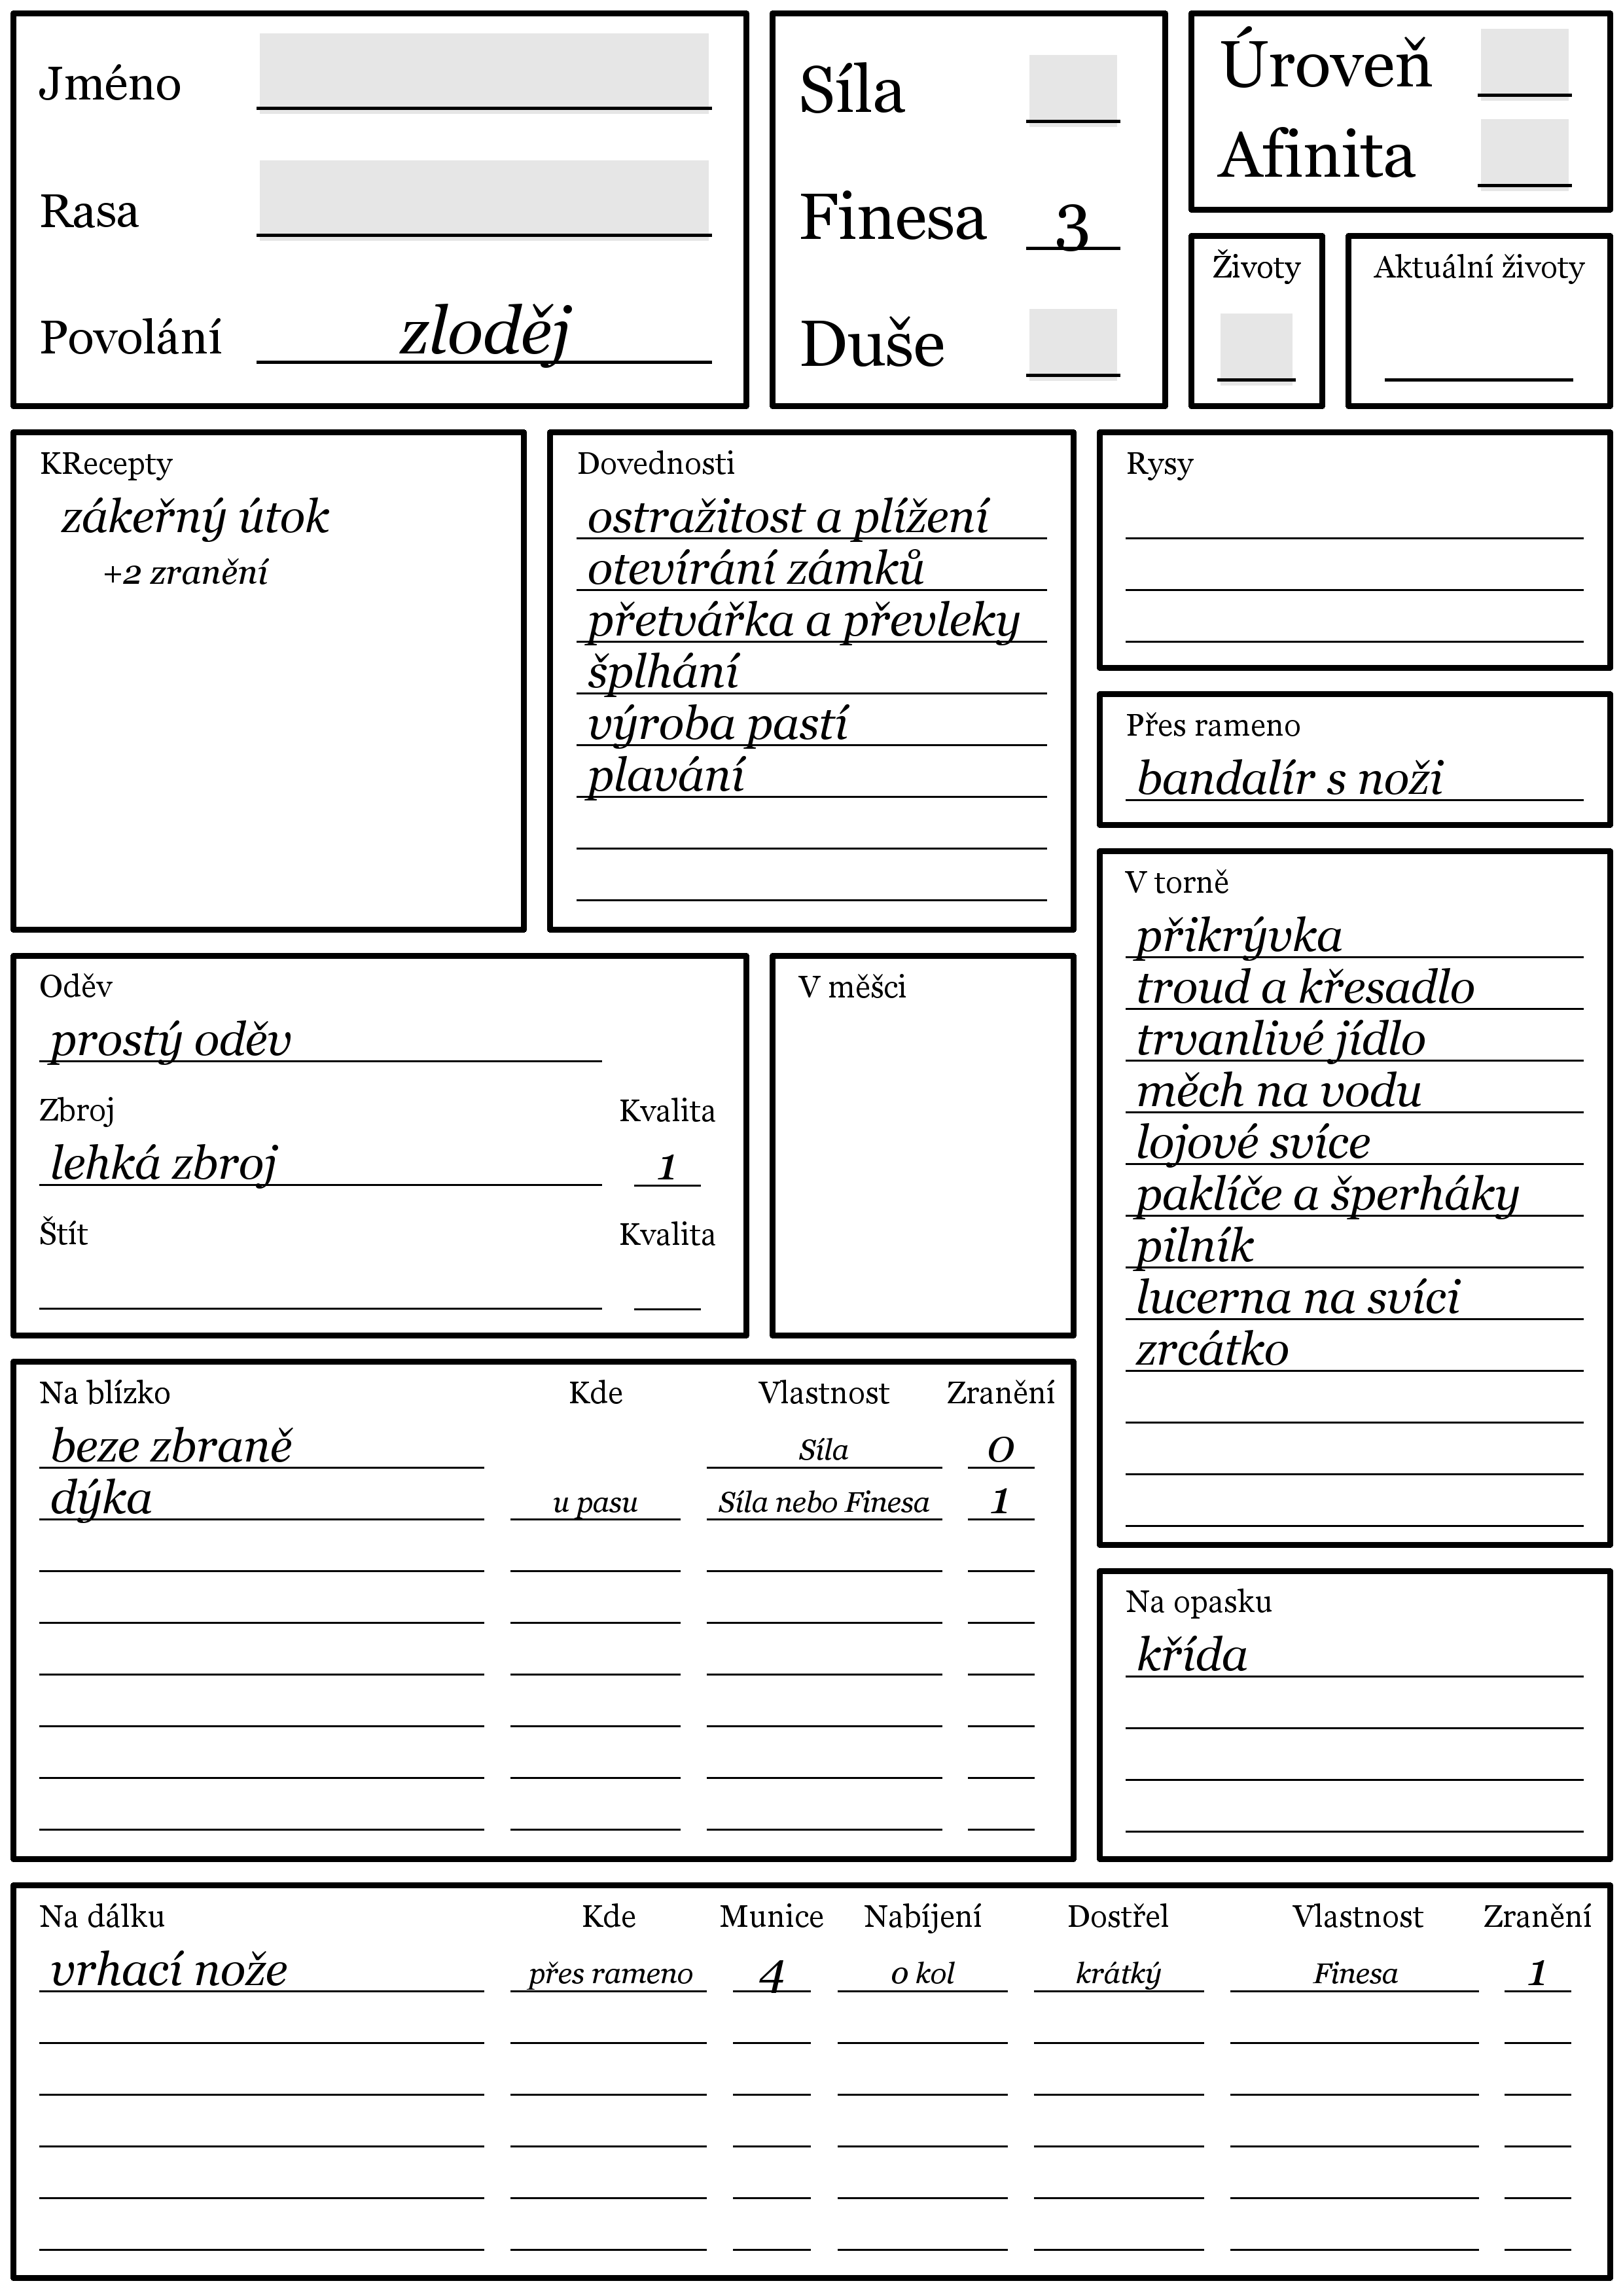 Jméno
Rasa
Povolání zloděj
Síla
Finesa 3
Duše
Úroveň
Afinita
Životy
Aktuální životy
KRecepty
zákeřný útok
+2 zranění
Dovednosti
ostražitost a plížení
otevírání zámků
přetvářka a převleky
šplhání
výroba pastí
plavání
Rysy
Přes rameno
bandalír s noži
V torně
přikrývka
troud a křesadlo
trvanlivé jídlo
měch na vodu
lojové svíce
paklíče a šperháky
pilník
lucerna na svíci
zrcátko
Oděv
prostý oděv
Zbroj Kvalita
lehká zbroj 1
Štít Kvalita
V měšci
Na blízko Kde Vlastnost Zranění
beze zbraně Síla 0
dýka u pasu Síla nebo Finesa 1
Na opasku
křída
Na dálku Kde Munice Nabíjení Dostřel Vlastnost Zranění
vrhací nože přes rameno 4 0 kol krátký Finesa 1